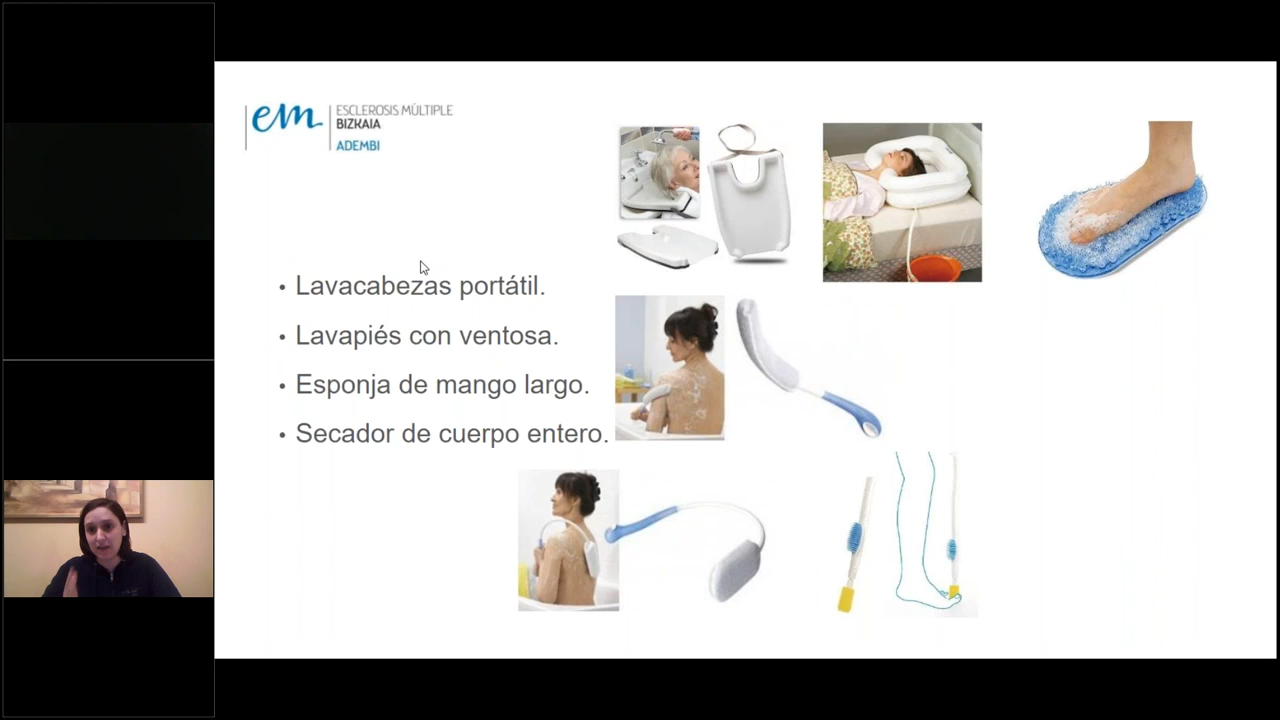 em
ESCLEROSIS MÚLTIPLE
BIZKAIA
ADEMBI
• Lavacabezas portátil.
• Lavapiés con ventosa.
• Esponja de mango largo.
• Secador de cuerpo entero.